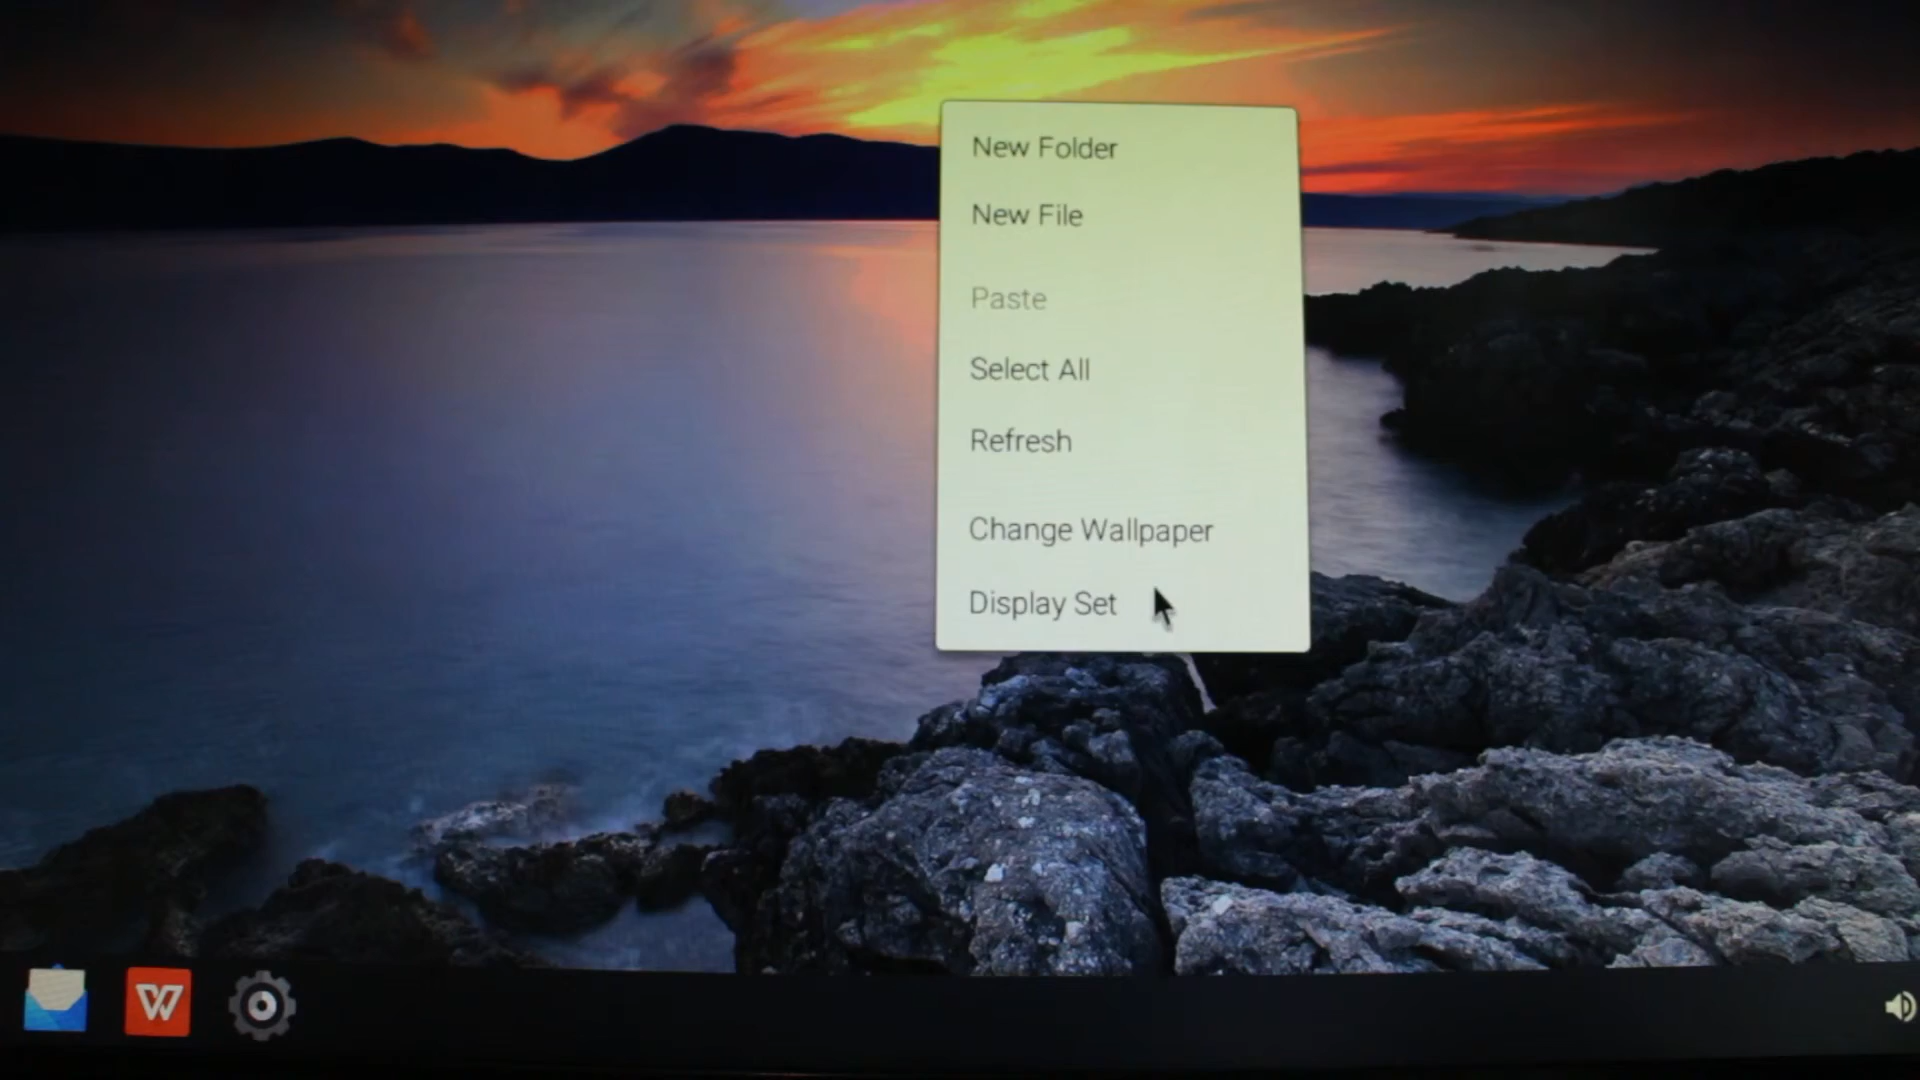 New Folder
New File
Paste
Select All
Refresh
Change Wallpaper
Display Set